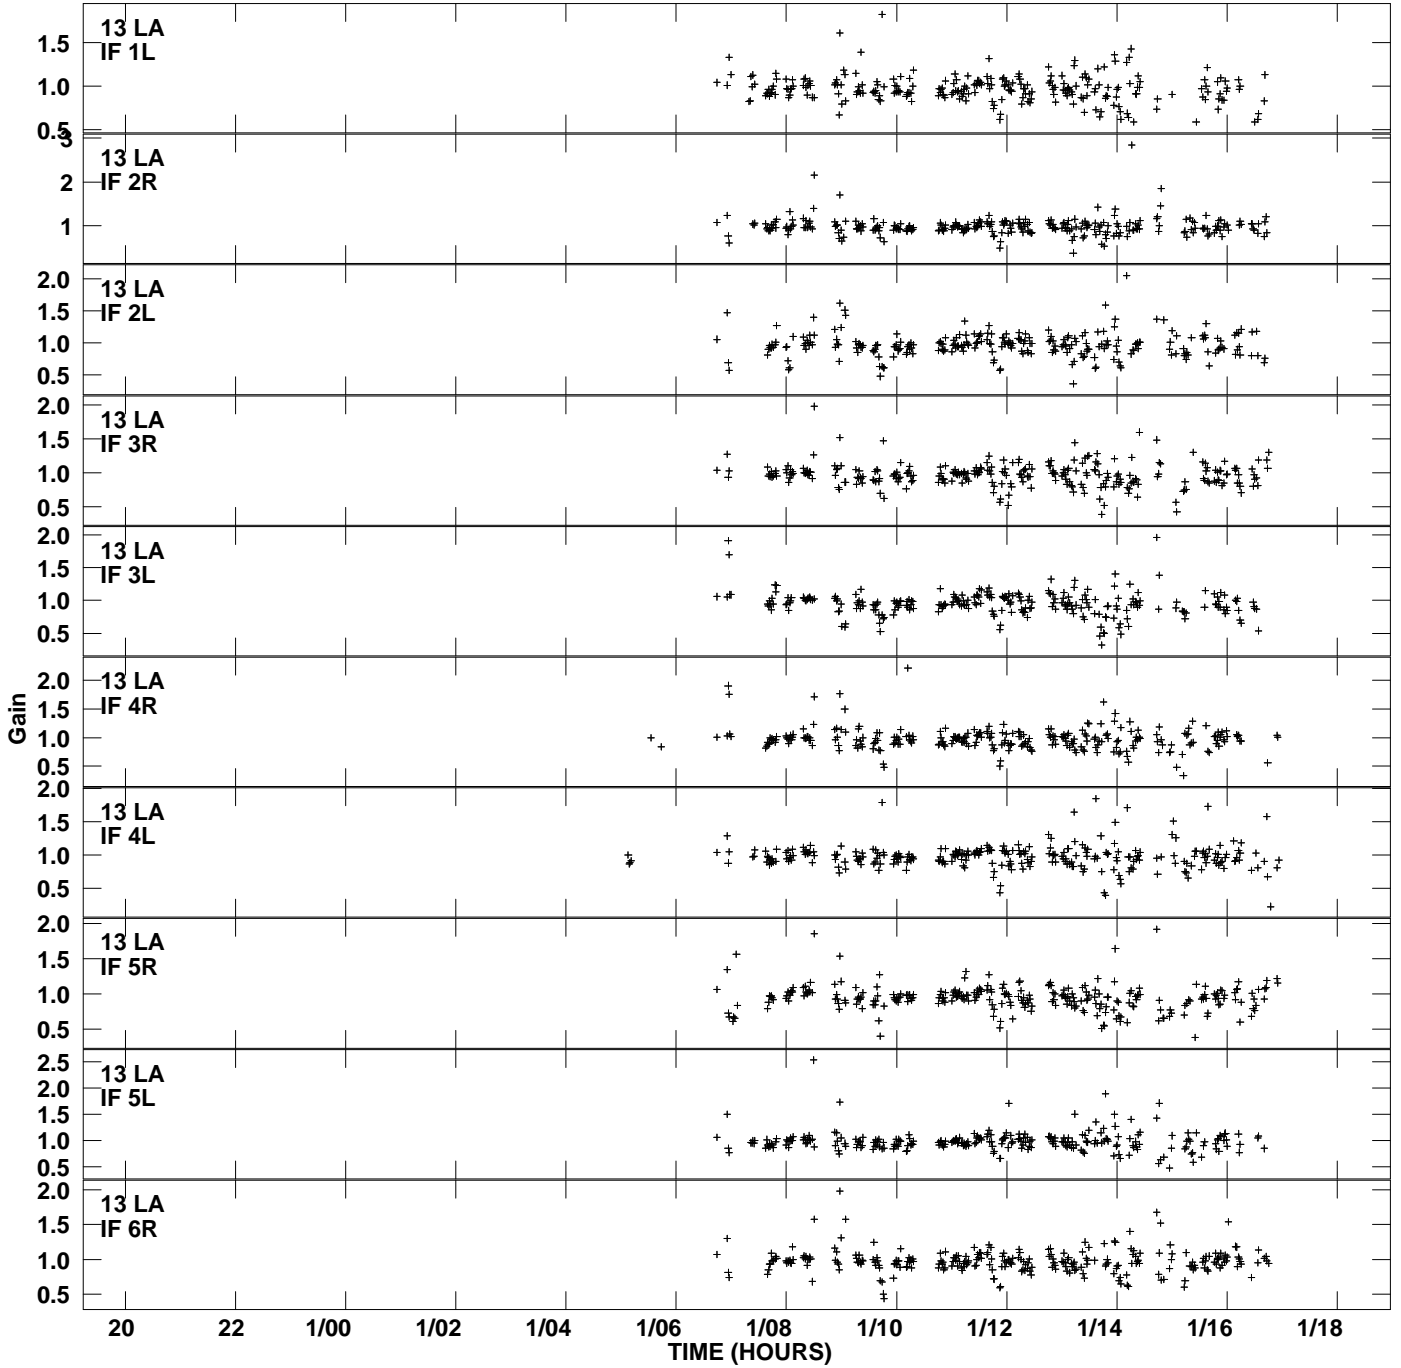 13 LA
IF 1L
1.5
1.0
0.5
13 LA
IF 2R
3
2
1
13 LA
IF 2L
2.0
1.5
1.0
0.5
13 LA
IF 3R
2.0
1.5
1.0
0.5
13 LA
IF 3L
2.0
1.5
1.0
0.5
13 LA
IF 4R
2.0
1.5
1.0
0.5
Gain
13 LA
IF 4L
2.0
1.5
1.0
0.5
13 LA
IF 5R
2.0
1.5
1.0
0.5
13 LA
IF 5L
2.5
2.0
1.5
1.0
0.5
13 LA
IF 6R
2.0
1.5
1.0
0.5
20 22 1/00 1/02 1/04 1/06 1/08 1/10 1/12 1/14 1/16 1/18
TIME (HOURS)